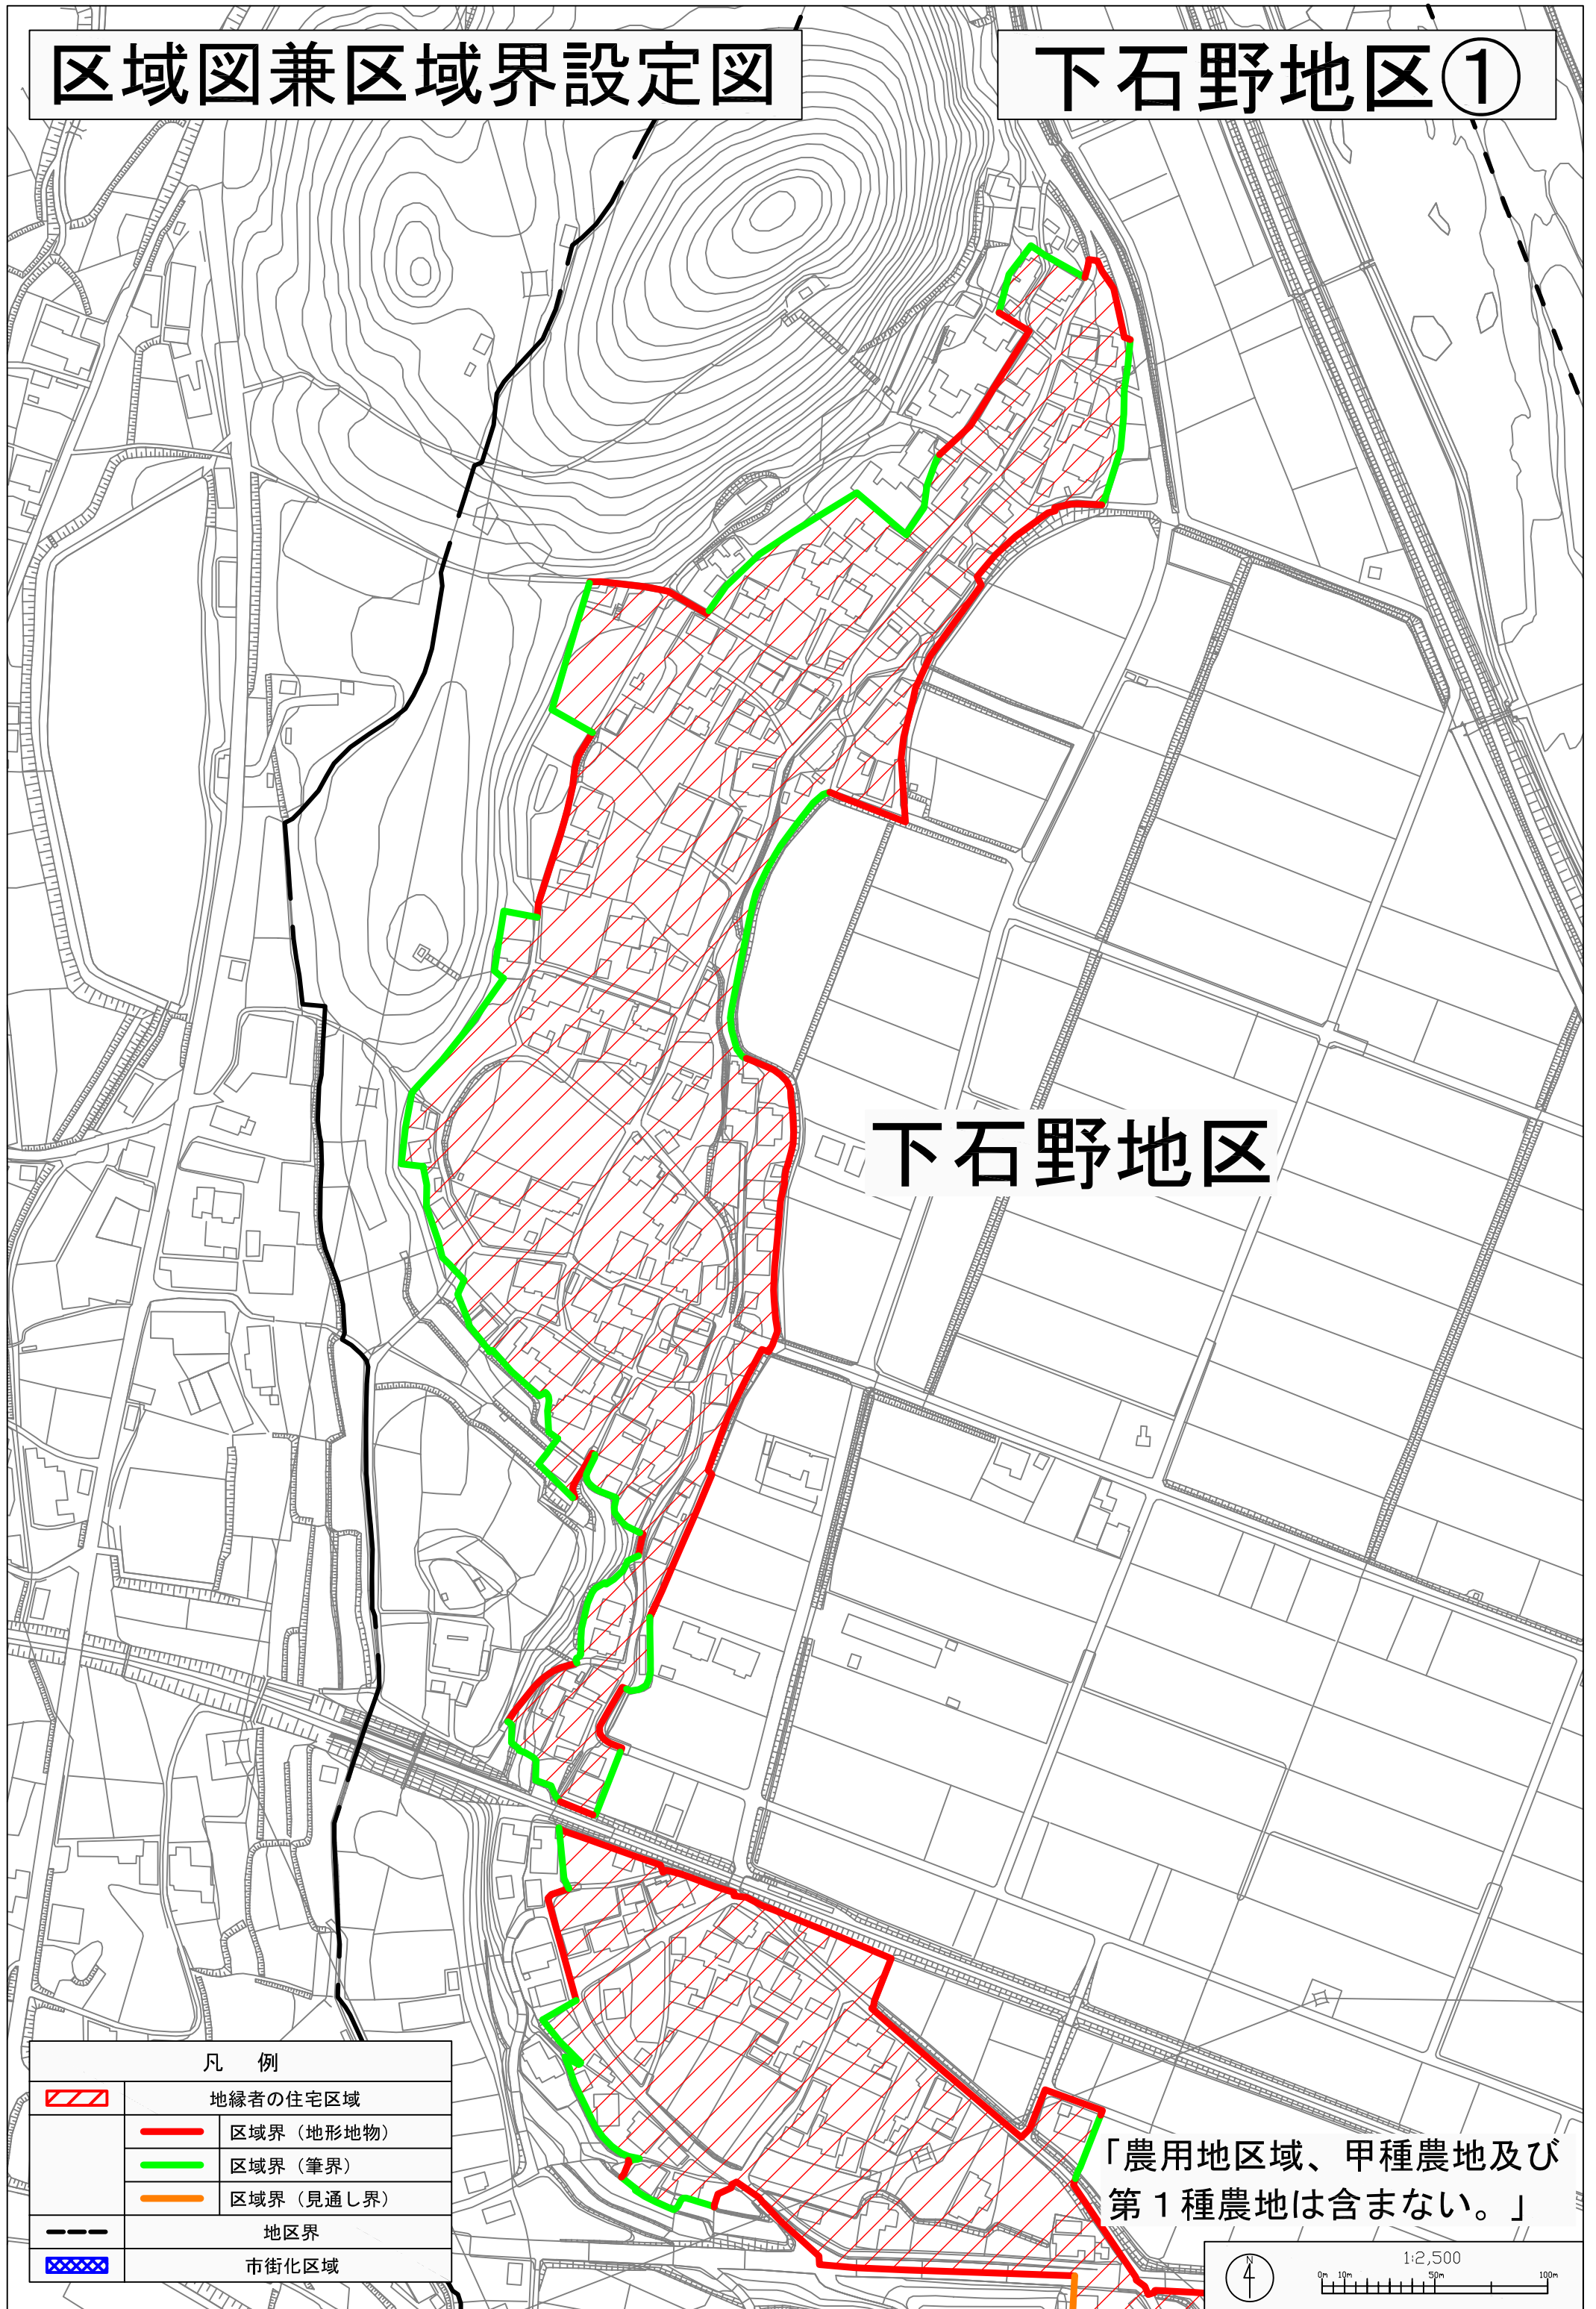 区域図兼区域界設定図
下石野地区①
下石野地区
「農用地区域、甲種農地及び
第１種農地は含まない。」
凡 例
地縁者の住宅区域
区域界（地形地物）
区域界（筆界）
区域界（見通し界）
地区界
市街化区域
N
1:2,500
0m 10m 50m 100m